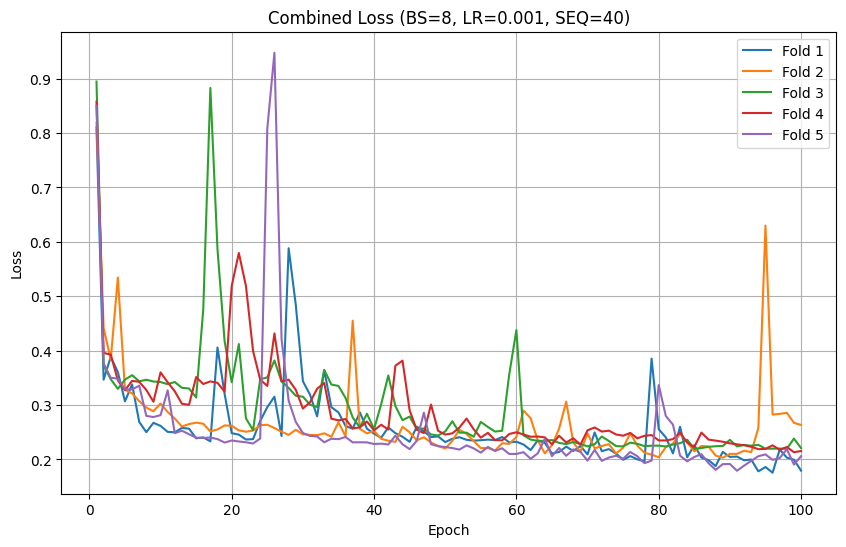 Combined Loss (BS=8, LR=0.001, SEQ=40)
Fold 1
Fold 2
Fold 3
Fold 4
Fold 5
Loss
0.9
0.8
0.7
0.6
0.5
0.4
0.3
0.2
0
20
40
60
80
100
Epoch